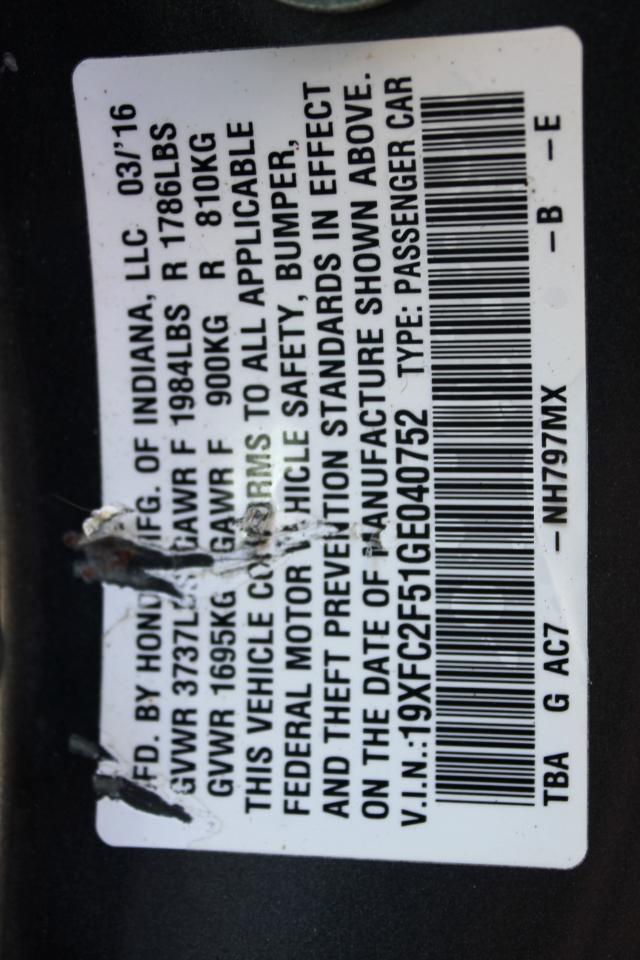 FD. BY HOND MFG. OF INDIANA, LLC 03/'16
GVWR 3737LBS GAWR F 1984LBS R 1786LBS
GVWR 1695KG GAWR F 900KG R 810KG
THIS VEHICLE CO RMS TO ALL APPLICABLE
FEDERAL MOTOR V HICLE SAFETY, BUMPER,
AND THEFT PREVENTION STANDARDS IN EFFECT
ON THE DATE OF MANUFACTURE SHOWN ABOVE.
V.I.N.:19XFC2F51GE040752 TYPE: PASSENGER CAR
TBA G AC7 –NH797MX –B –E